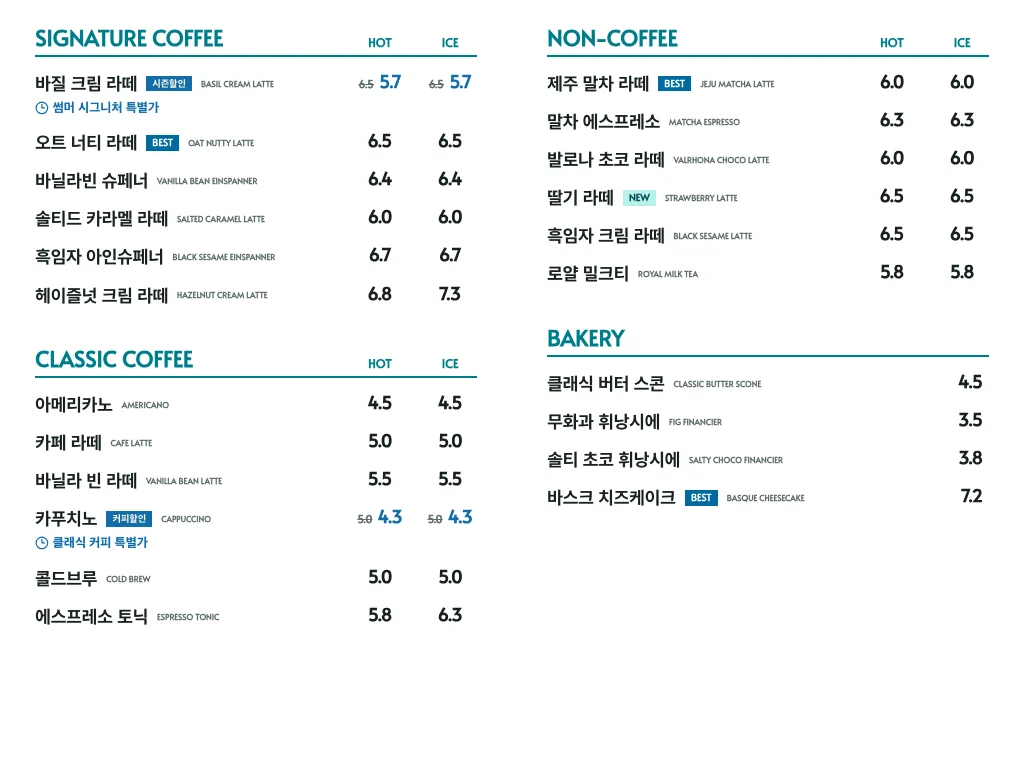 SIGNATURE COFFEE HOT ICE
바질 크림 라떼 시즌할인 BASIL CREAM LATTE 6.5 5.7 6.5 5.7
썸머 시그니처 특별가
오트 너티 라떼 BEST OAT NUTTY LATTE 6.5 6.5
바닐라빈 슈페너 VANILLA BEAN EINSPANNER 6.4 6.4
솔티드 카라멜 라떼 SALTED CARAMEL LATTE 6.0 6.0
흑임자 아인슈페너 BLACK SESAME EINSPANNER 6.7 6.7
헤이즐넛 크림 라떼 HAZELNUT CREAM LATTE 6.8 7.3
CLASSIC COFFEE HOT ICE
아메리카노 AMERICANO 4.5 4.5
카페 라떼 CAFE LATTE 5.0 5.0
바닐라 빈 라떼 VANILLA BEAN LATTE 5.5 5.5
카푸치노 커피할인 CAPPUCCINO 5.0 4.3 5.0 4.3
클래식 커피 특별가
콜드브루 COLD BREW 5.0 5.0
에스프레소 토닉 ESPRESSO TONIC 5.8 6.3
NON-COFFEE HOT ICE
제주 말차 라떼 BEST JEJU MATCHA LATTE 6.0 6.0
말차 에스프레소 MATCHA ESPRESSO 6.3 6.3
발로나 초코 라떼 VALRHONA CHOCO LATTE 6.0 6.0
딸기 라떼 NEW STRAWBERRY LATTE 6.5 6.5
흑임자 크림 라떼 BLACK SESAME LATTE 6.5 6.5
로얄 밀크티 ROYAL MILK TEA 5.8 5.8
BAKERY
클래식 버터 스콘 CLASSIC BUTTER SCONE 4.5
무화과 휘낭시에 FIG FINANCIER 3.5
솔티 초코 휘낭시에 SALTY CHOCO FINANCIER 3.8
바스크 치즈케이크 BEST BASQUE CHEESECAKE 7.2